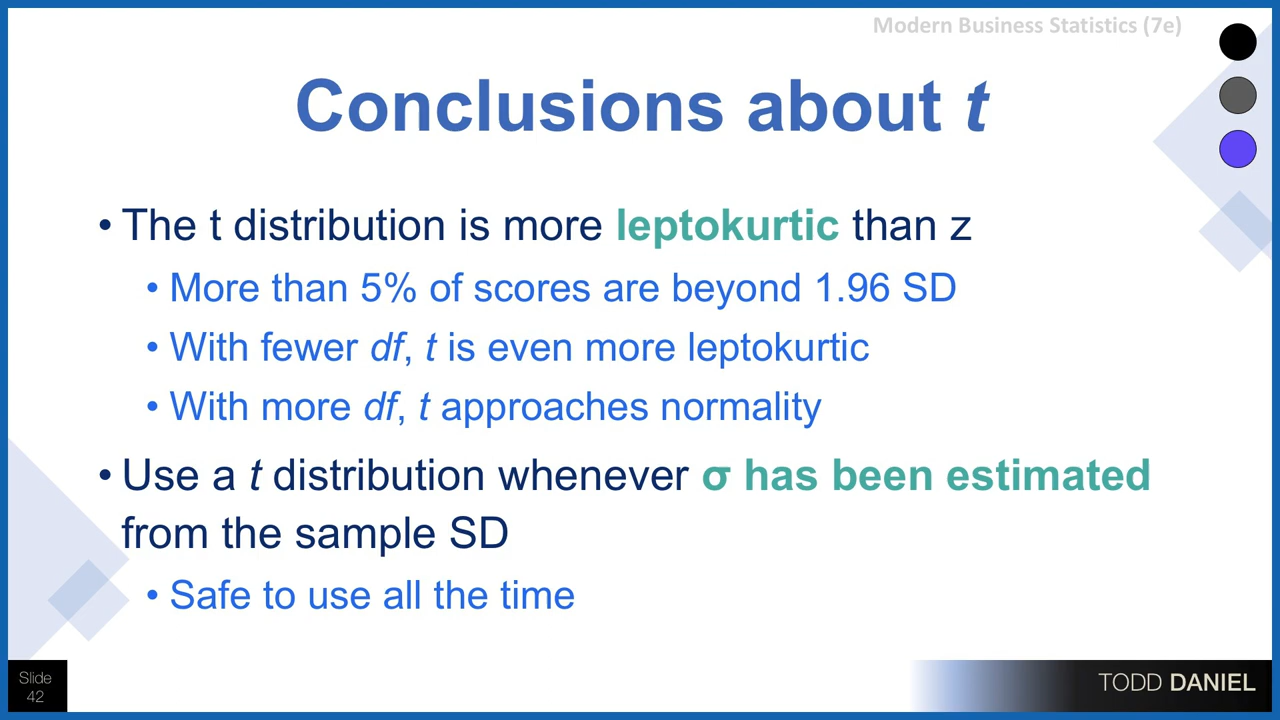 Modern Business Statistics (7e)
Conclusions about t
• The t distribution is more leptokurtic than z
• More than 5% of scores are beyond 1.96 SD
• With fewer df, t is even more leptokurtic
• With more df, t approaches normality
• Use a t distribution whenever σ has been estimated
from the sample SD
• Safe to use all the time
Slide
42
TODD DANIEL